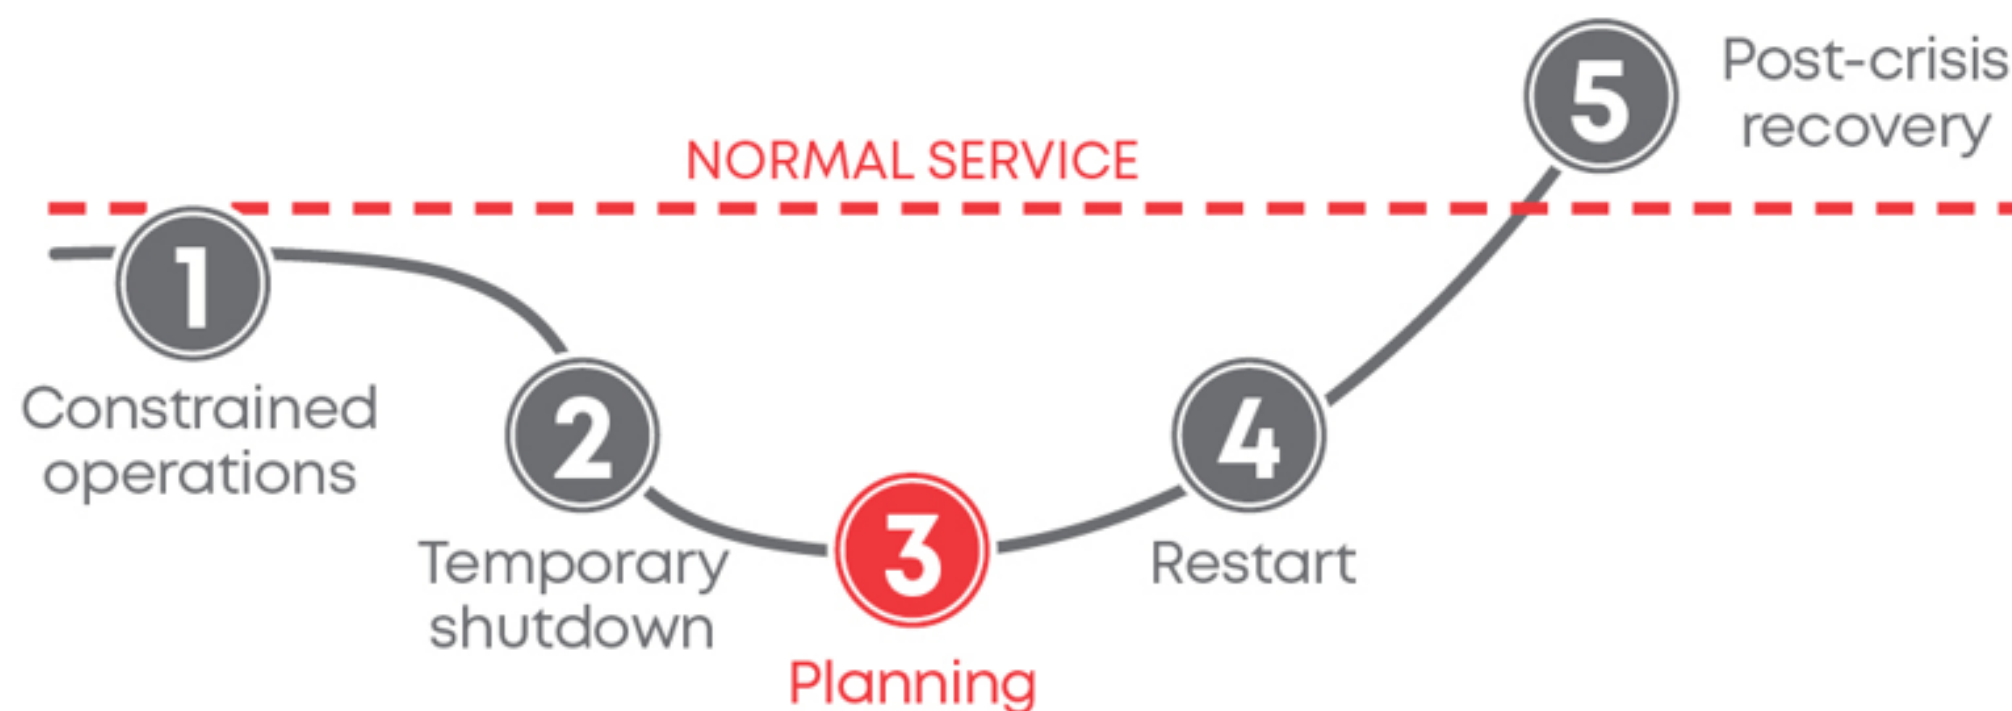 NORMAL SERVICE
1
Constrained
operations
2
Temporary
shutdown
3
Planning
4
Restart
5
Post-crisis
recovery